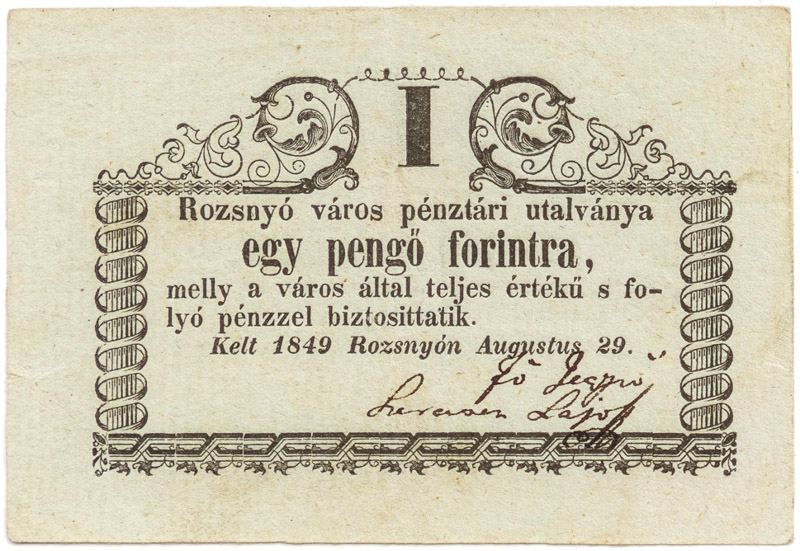 I
Rozsnyó város pénztári utalványa
egy pengő forintra,
melly a város által teljes értékű s fo-
lyó pénzzel biztosittatik.
Kelt 1849 Rozsnyón Augustus 29.
fő Jegyző
Lajos